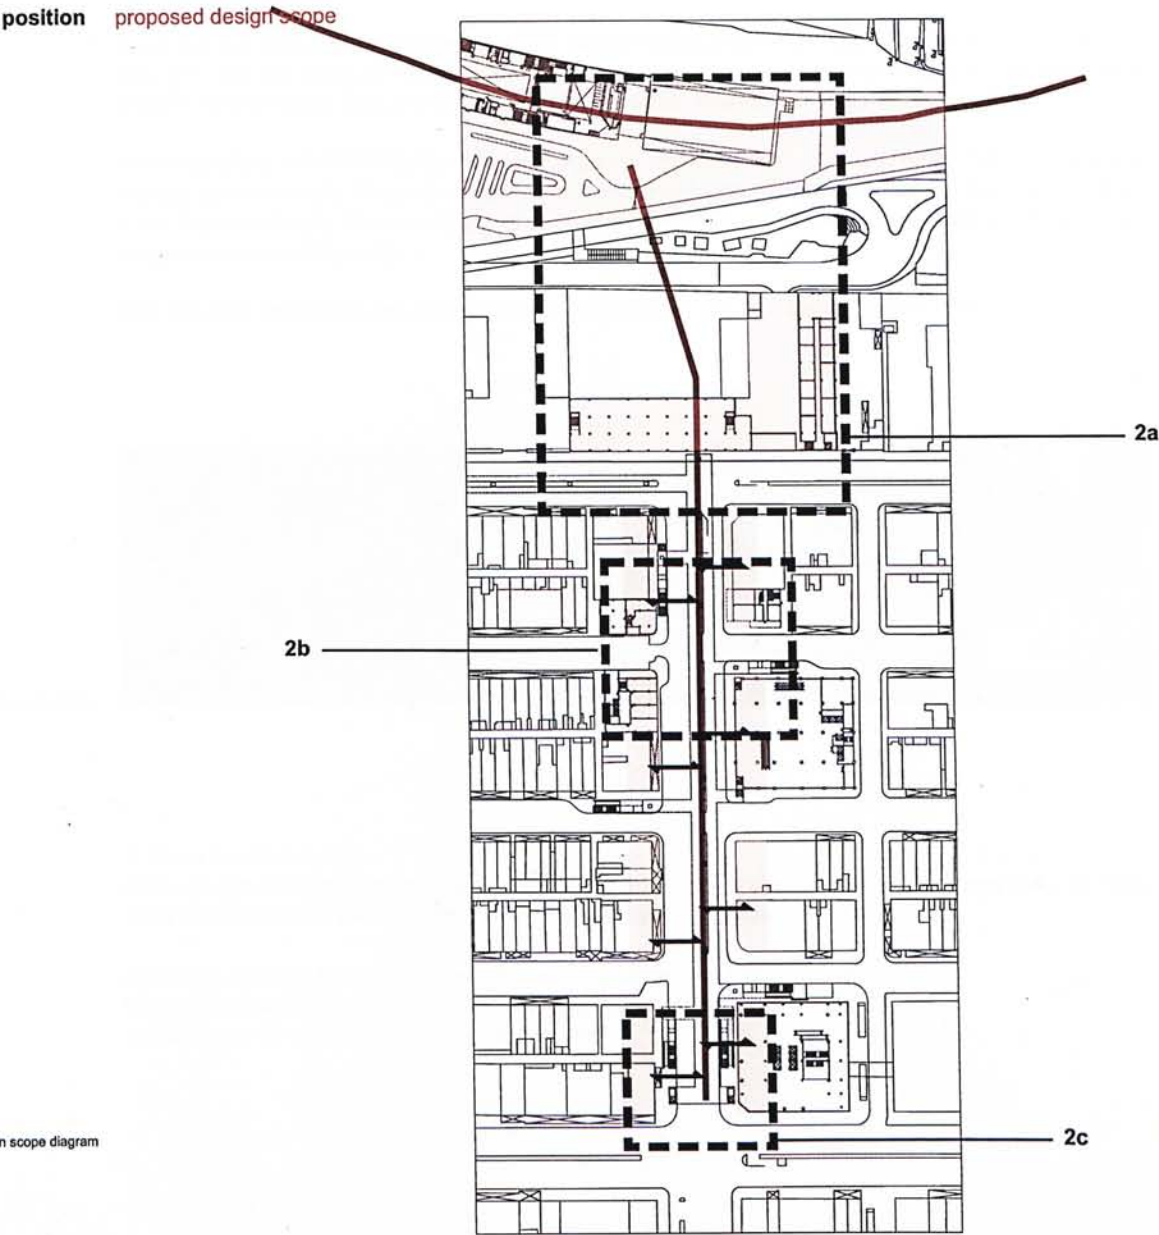 position proposed design scope
2a
2b
n scope diagram
2c